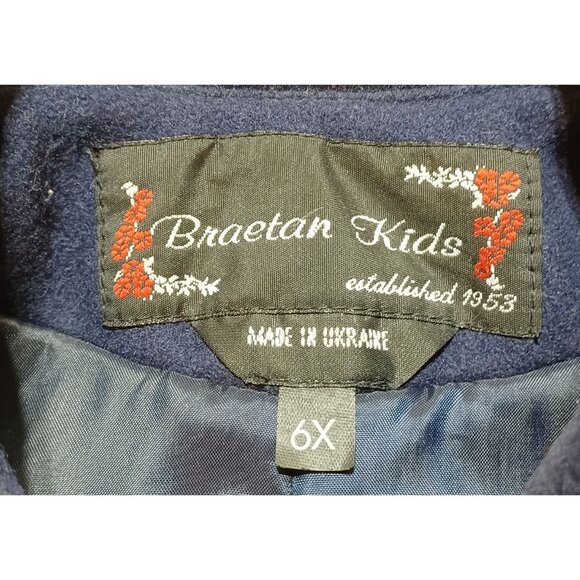 Braetan Kids
established 1953
MADE IN UKRAINE
6X